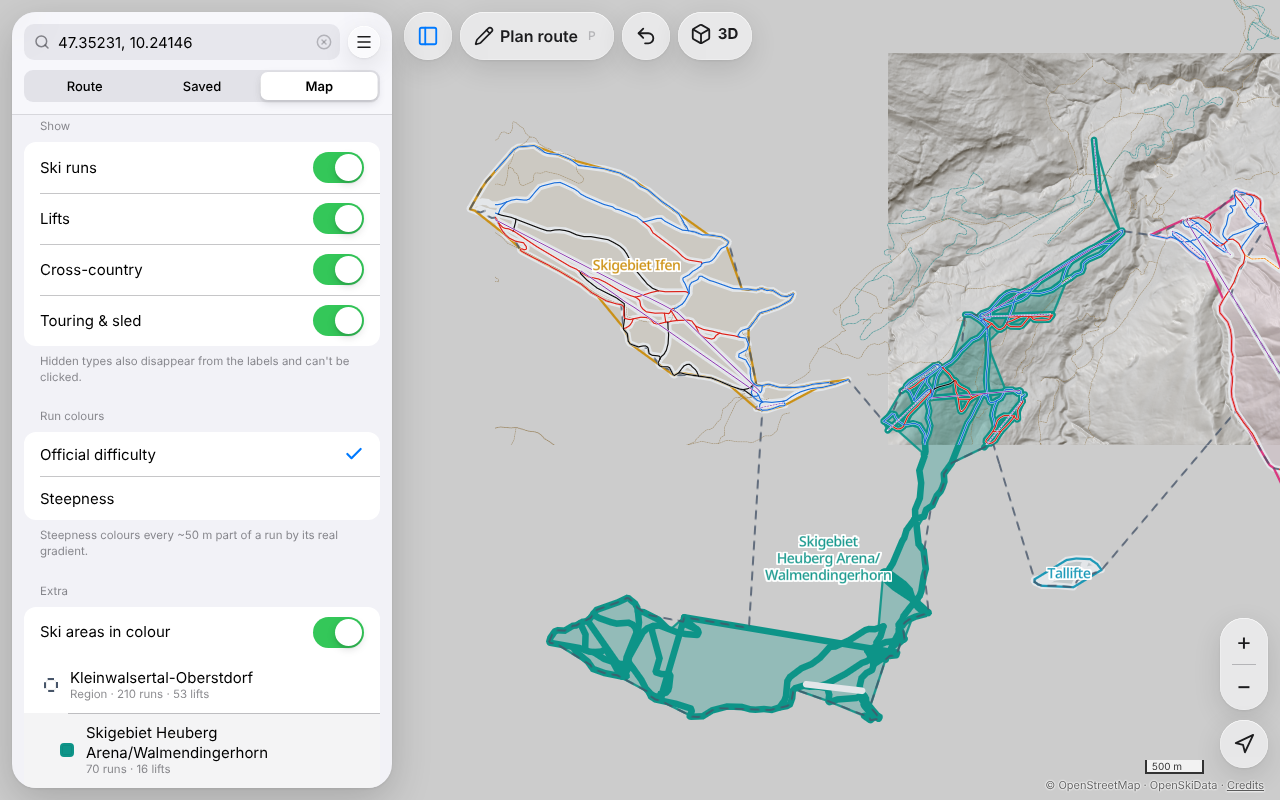 47.35231, 10.24146
Plan route P
3D
Route
Saved
Map
Show
Ski runs
Lifts
Cross-country
Touring & sled
Hidden types also disappear from the labels and can't be
clicked.
Run colours
Official difficulty
Steepness
Steepness colours every ~50 m part of a run by its real
gradient.
Extra
Ski areas in colour
Kleinwalsertal-Oberstdorf
Region · 210 runs · 53 lifts
Skigebiet Heuberg
Arena/Walmendingerhorn
70 runs · 16 lifts
Skigebiet Ifen
Skigebiet
Heuberg Arena/
Walmendingerhorn
Tallifte
+
−
500 m
© OpenStreetMap · OpenSkiData · Credits